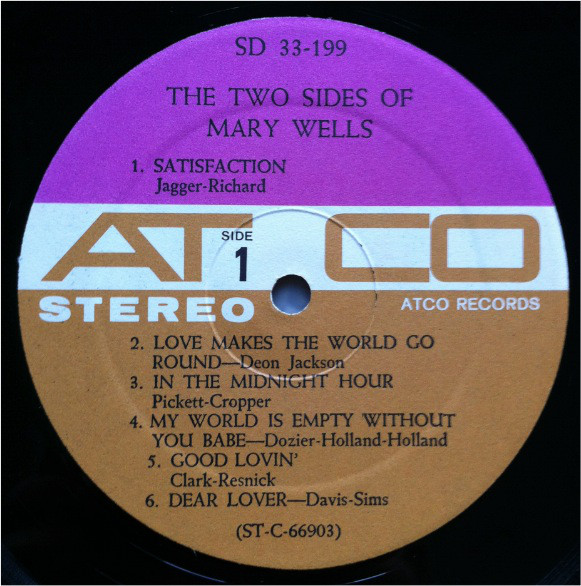 SD 33-199
THE TWO SIDES OF
MARY WELLS
1. SATISFACTION
Jagger-Richard
ATCO
SIDE
1
STEREO
ATCO RECORDS
2. LOVE MAKES THE WORLD GO
ROUND—Deon Jackson
3. IN THE MIDNIGHT HOUR
Pickett-Cropper
4. MY WORLD IS EMPTY WITHOUT
YOU BABE—Dozier-Holland-Holland
5. GOOD LOVIN'
Clark-Resnick
6. DEAR LOVER—Davis-Sims
(ST-C-66903)